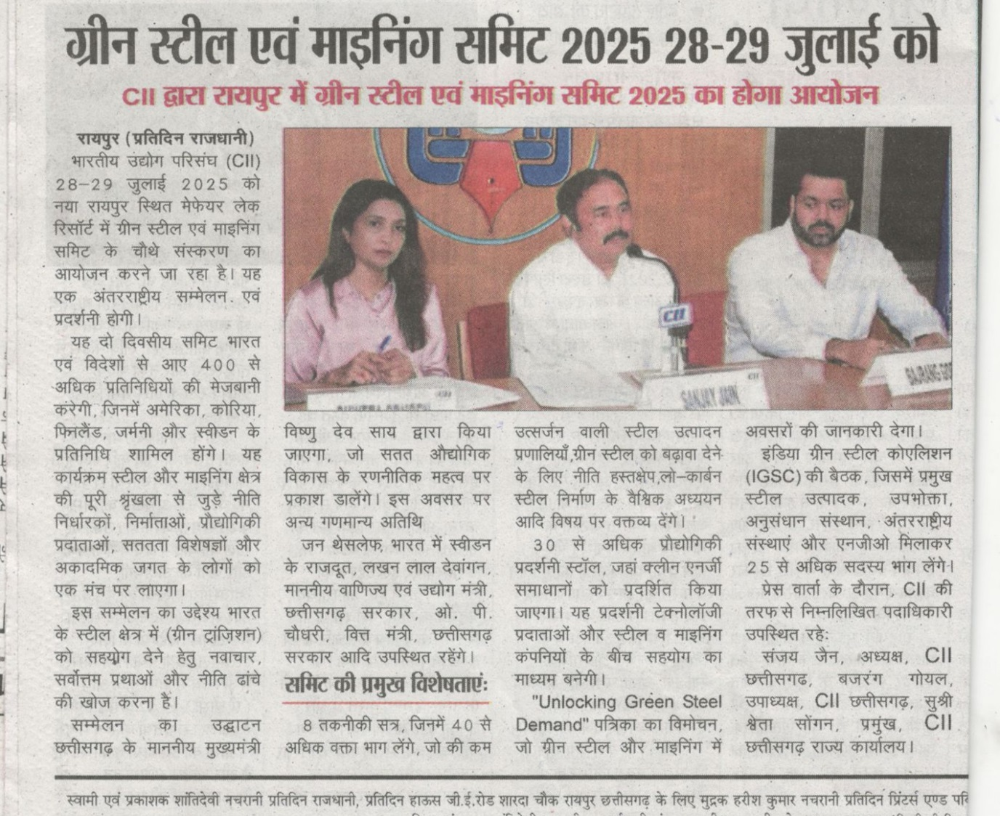 ग्रीन स्टील एवं माइनिंग समिट 2025 28-29 जुलाई को
CII द्वारा रायपुर में ग्रीन स्टील एवं माइनिंग समिट 2025 का होगा आयोजन
रायपुर (प्रतिदिन राजधानी)
भारतीय उद्योग परिसंघ (CII)
28-29 जुलाई 2025 को
नया रायपुर स्थित मेफेयर लेक
रिसॉर्ट में ग्रीन स्टील एवं माइनिंग
समिट के चौथे संस्करण का
आयोजन करने जा रहा है। यह
एक अंतरराष्ट्रीय सम्मेलन एवं
प्रदर्शनी होगी।
यह दो दिवसीय समिट भारत
एवं विदेशों से आए 400 से
अधिक प्रतिनिधियों की मेजबानी
करेगी, जिनमें अमेरिका, कोरिया,
फिनलैंड, जर्मनी और स्वीडन के
प्रतिनिधि शामिल होंगे। यह
कार्यक्रम स्टील और माइनिंग क्षेत्र
की पूरी श्रृंखला से जुड़े नीति
निर्धारकों, निर्माताओं, प्रौद्योगिकी
प्रदाताओं, सततता विशेषज्ञों और
अकादमिक जगत के लोगों को
एक मंच पर लाएगा।
इस सम्मेलन का उद्देश्य भारत
के स्टील क्षेत्र में (ग्रीन ट्रांज़िशन)
को सहयोग देने हेतु नवाचार,
सर्वोत्तम प्रथाओं और नीति ढांचे
की खोज करना है।
सम्मेलन का उद्घाटन
छत्तीसगढ़ के माननीय मुख्यमंत्री
CII
SANJAY JAIN
BAJRANG GO
विष्णु देव साय द्वारा किया
जाएगा, जो सतत औद्योगिक
विकास के रणनीतिक महत्व पर
प्रकाश डालेंगे। इस अवसर पर
अन्य गणमान्य अतिथि
जन थेसलेफ, भारत में स्वीडन
के राजदूत, लखन लाल देवांगन,
माननीय वाणिज्य एवं उद्योग मंत्री,
छत्तीसगढ़ सरकार, ओ. पी.
चौधरी, वित्त मंत्री, छत्तीसगढ़
सरकार आदि उपस्थित रहेंगे।
समिट की प्रमुख विशेषताएं:
8 तकनीकी सत्र, जिनमें 40 से
अधिक वक्ता भाग लेंगे, जो की कम
उत्सर्जन वाली स्टील उत्पादन
प्रणालियाँ,ग्रीन स्टील को बढ़ावा देने
के लिए नीति हस्तक्षेप,लो-कार्बन
स्टील निर्माण के वैश्विक अध्ययन
आदि विषय पर वक्तव्य देंगे।
30 से अधिक प्रौद्योगिकी
प्रदर्शनी स्टॉल, जहां क्लीन एनर्जी
समाधानों को प्रदर्शित किया
जाएगा। यह प्रदर्शनी टेक्नोलॉजी
प्रदाताओं और स्टील व माइनिंग
कंपनियों के बीच सहयोग का
माध्यम बनेगी।
"Unlocking Green Steel
Demand" पत्रिका का विमोचन,
जो ग्रीन स्टील और माइनिंग में
अवसरों की जानकारी देगा।
इंडिया ग्रीन स्टील कोएलिशन
(IGSC) की बैठक, जिसमें प्रमुख
स्टील उत्पादक, उपभोक्ता,
अनुसंधान संस्थान, अंतरराष्ट्रीय
संस्थाएं और एनजीओ मिलाकर
25 से अधिक सदस्य भाग लेंगे।
प्रेस वार्ता के दौरान, CII की
तरफ से निम्नलिखित पदाधिकारी
उपस्थित रहे:
संजय जैन, अध्यक्ष, CII
छत्तीसगढ़, बजरंग गोयल,
उपाध्यक्ष, CII छत्तीसगढ़, सुश्री
श्वेता सोंगन, प्रमुंख, CII
छत्तीसगढ़ राज्य कार्यालय।
स्वामी एवं प्रकाशक शांतिदेवी नचरानी प्रतिदिन राजधानी, प्रतिदिन हाऊस जी.ई.रोड शारदा चौक रायपुर छत्तीसगढ़ के लिए मुद्रक हरीश कुमार नचरानी प्रतिदिन प्रिंटर्स एण्ड